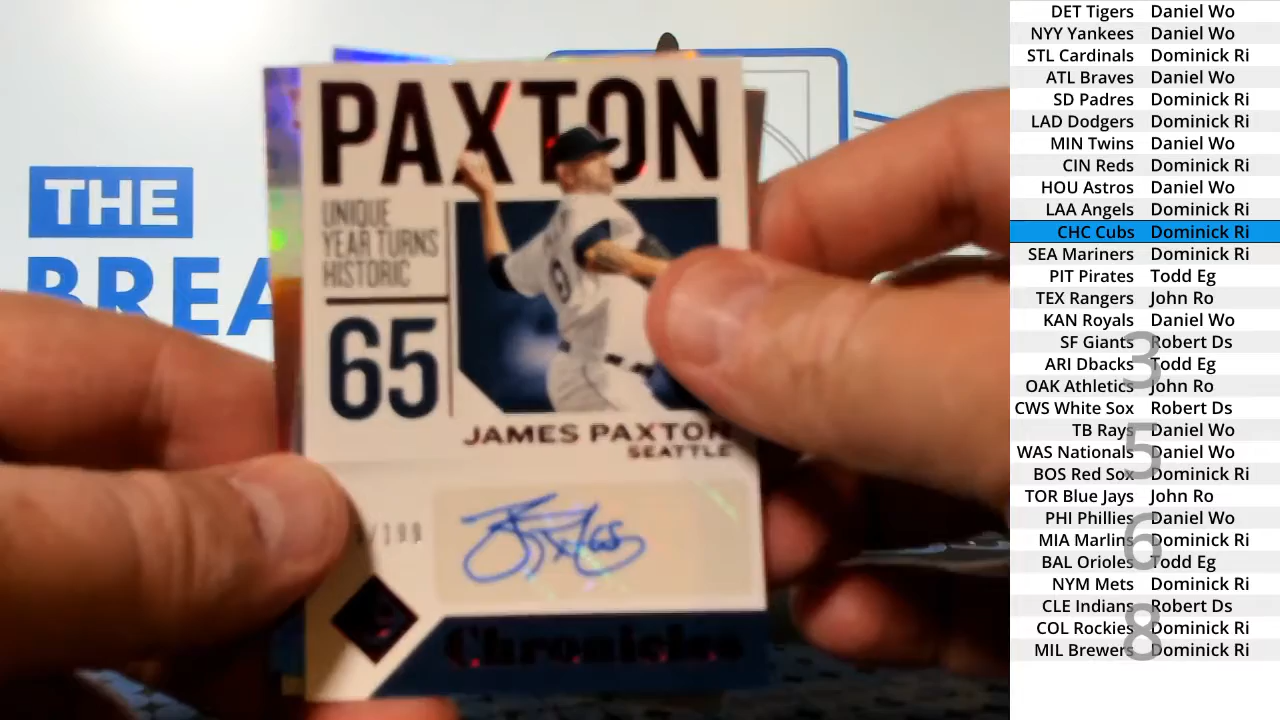 THE
BREA
PAXTON
UNIQUE
YEAR TURNS
HISTORIC
65
JAMES PAXTON
SEATTLE
/199
65
Chronicles
DET Tigers Daniel Wo
NYY Yankees Daniel Wo
STL Cardinals Dominick Ri
ATL Braves Daniel Wo
SD Padres Dominick Ri
LAD Dodgers Dominick Ri
MIN Twins Daniel Wo
CIN Reds Dominick Ri
HOU Astros Daniel Wo
LAA Angels Dominick Ri
CHC Cubs Dominick Ri
SEA Mariners Dominick Ri
PIT Pirates Todd Eg
TEX Rangers John Ro
KAN Royals Daniel Wo
SF Giants Robert Ds
ARI Dbacks Todd Eg
OAK Athletics John Ro
CWS White Sox Robert Ds
TB Rays Daniel Wo
WAS Nationals Daniel Wo
BOS Red Sox Dominick Ri
TOR Blue Jays John Ro
PHI Phillies Daniel Wo
MIA Marlins Dominick Ri
BAL Orioles Todd Eg
NYM Mets Dominick Ri
CLE Indians Robert Ds
COL Rockies Dominick Ri
MIL Brewers Dominick Ri
3
5
6
8